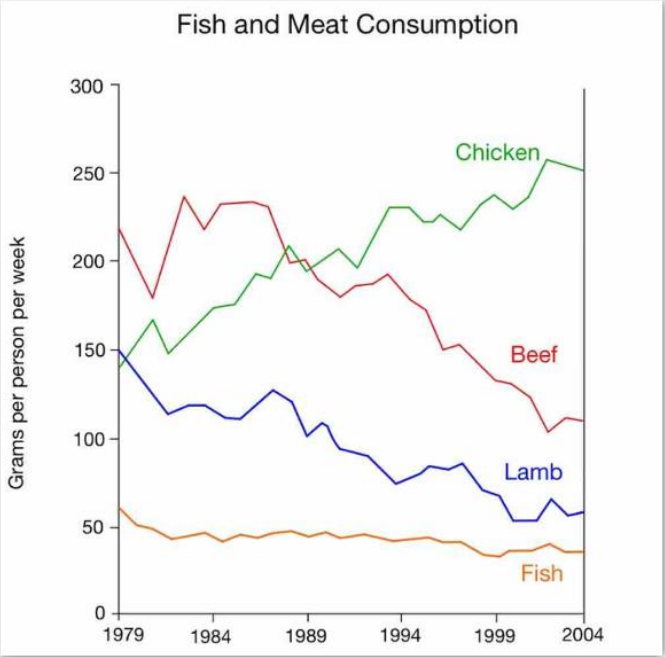 Fish and Meat Consumption
Grams per person per week
300
250
200
150
100
50
0
Chicken
Beef
Lamb
Fish
1979 1984 1989 1994 1999 2004